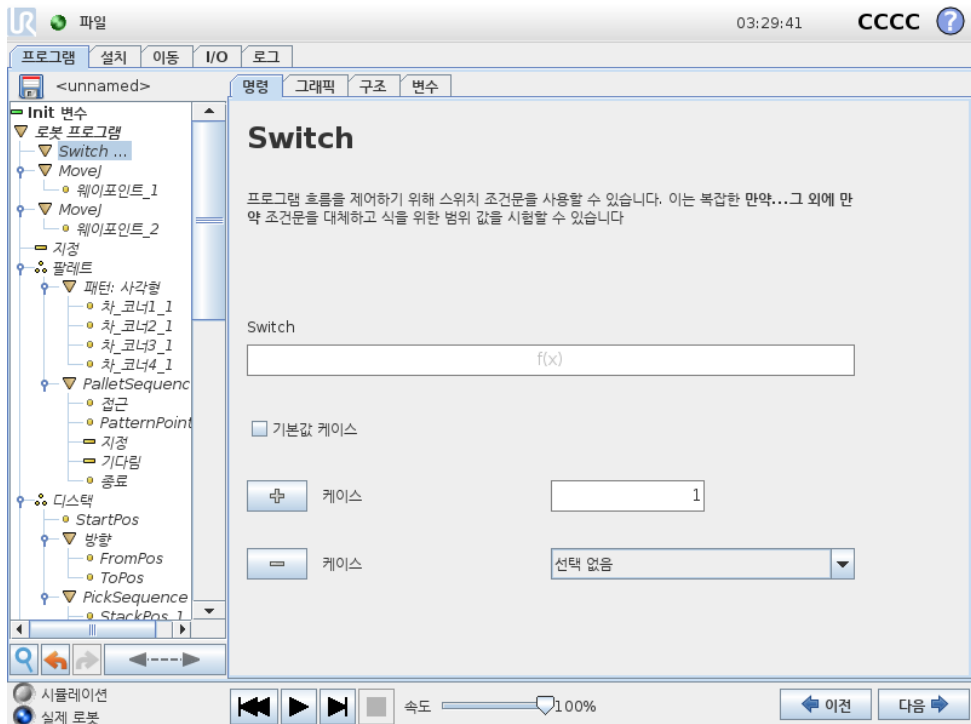 UR 파일 03:29:41 CCCC ?
프로그램 설치 이동 I/O 로그
<unnamed>
명령 그래픽 구조 변수
Init 변수
로봇 프로그램
Switch ...
MoveJ
웨이포인트_1
MoveJ
웨이포인트_2
지정
팔레트
패턴: 사각형
차_코너1_1
차_코너2_1
차_코너3_1
차_코너4_1
PalletSequenc
접근
PatternPoint
지정
기다림
종료
디스택
StartPos
방향
FromPos
ToPos
PickSequence
StackPos_1
Switch
프로그램 흐름를 제어하기 위해 스위치 조건문을 사용할 수 있습니다. 이는 복잡한 만약...그 외에 만
약 조건문을 대체하고 식을 위한 범위 값을 시험할 수 있습니다
Switch
f(x)
기본값 케이스
케이스 1
케이스 선택 없음
시뮬레이션
실제 로봇
속도 100%
이전 다음